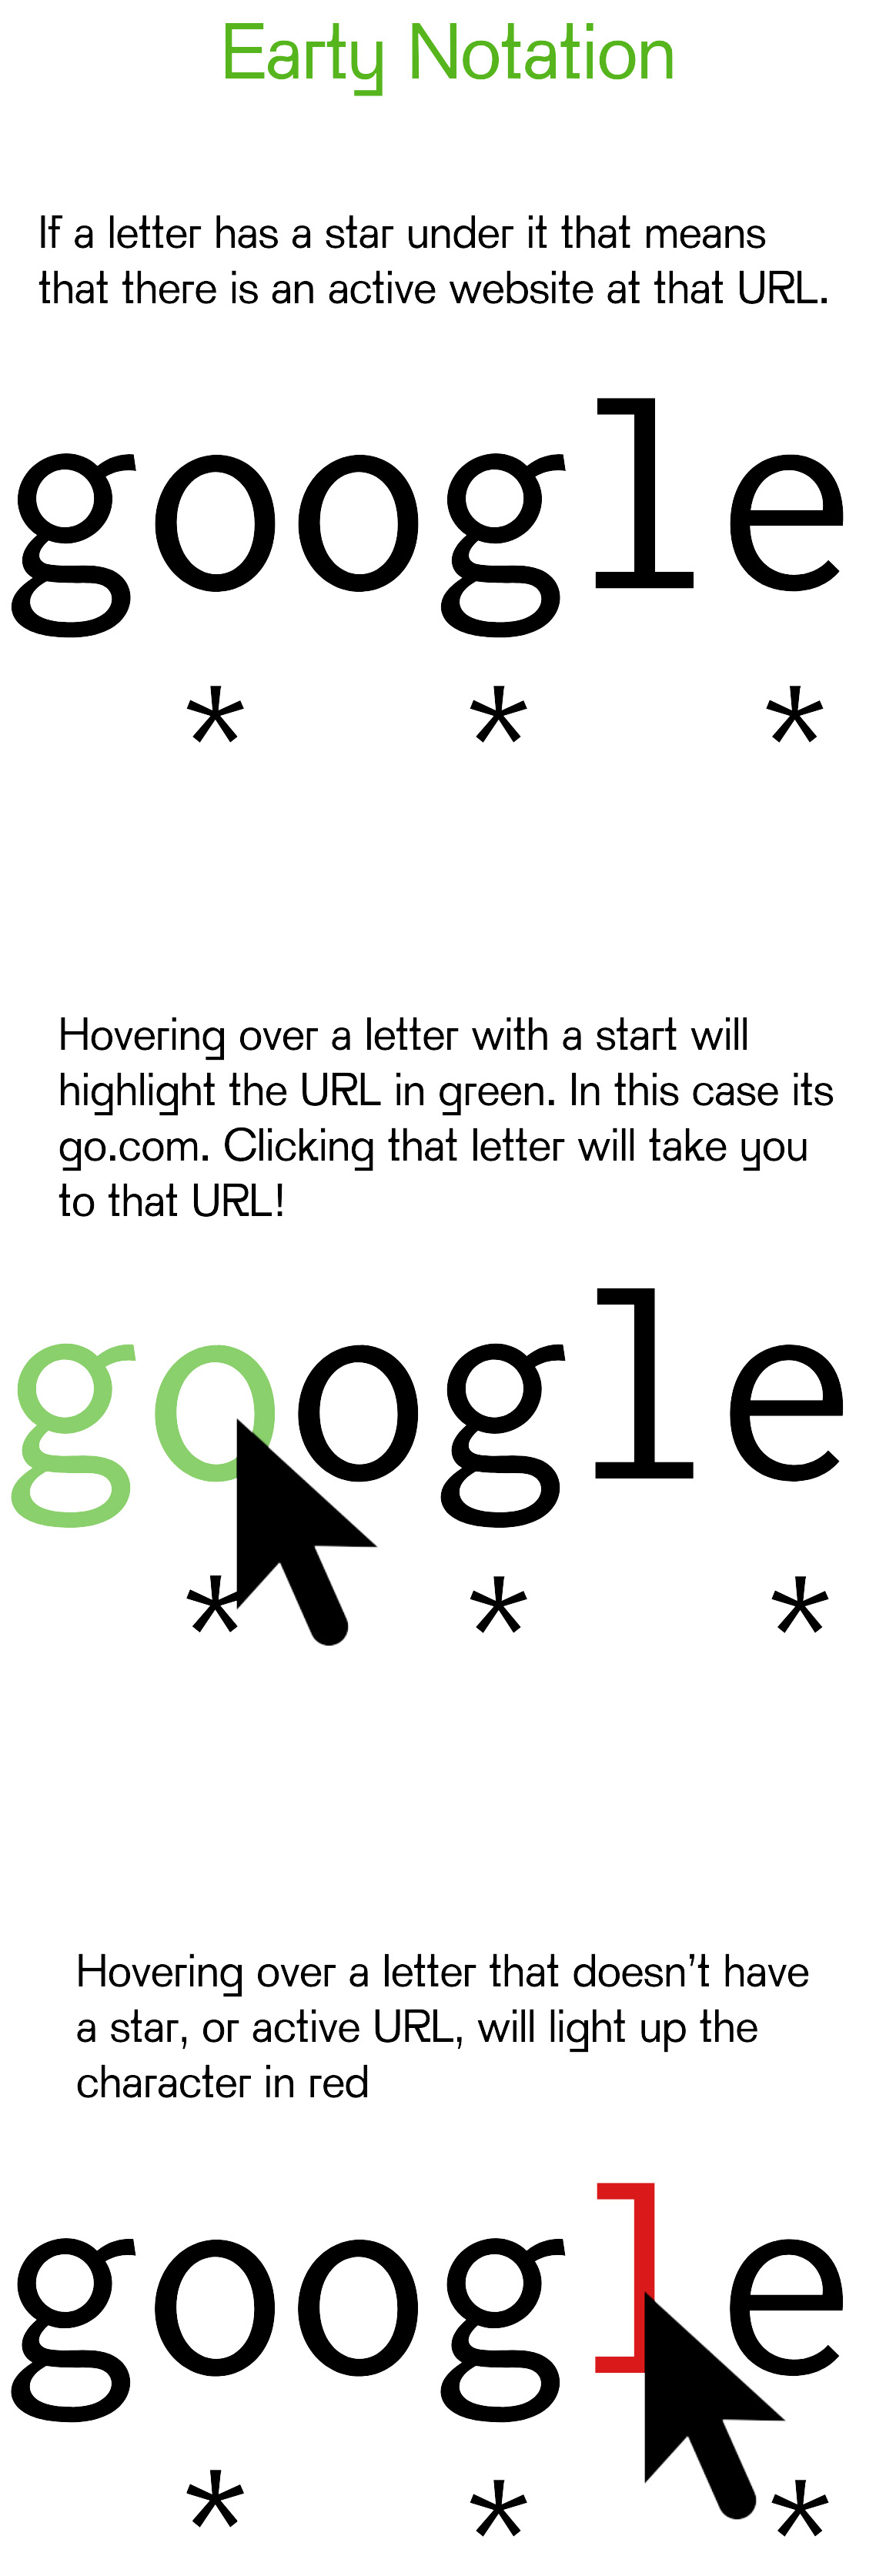 Earty Notation
If a letter has a star under it that means
that there is an active website at that URL.
google
* * *
Hovering over a letter with a start will
highlight the URL in green. In this case its
go.com. Clicking that letter will take you
to that URL!
google
* * *
Hovering over a letter that doesn’t have
a star, or active URL, will light up the
character in red
google
* * *